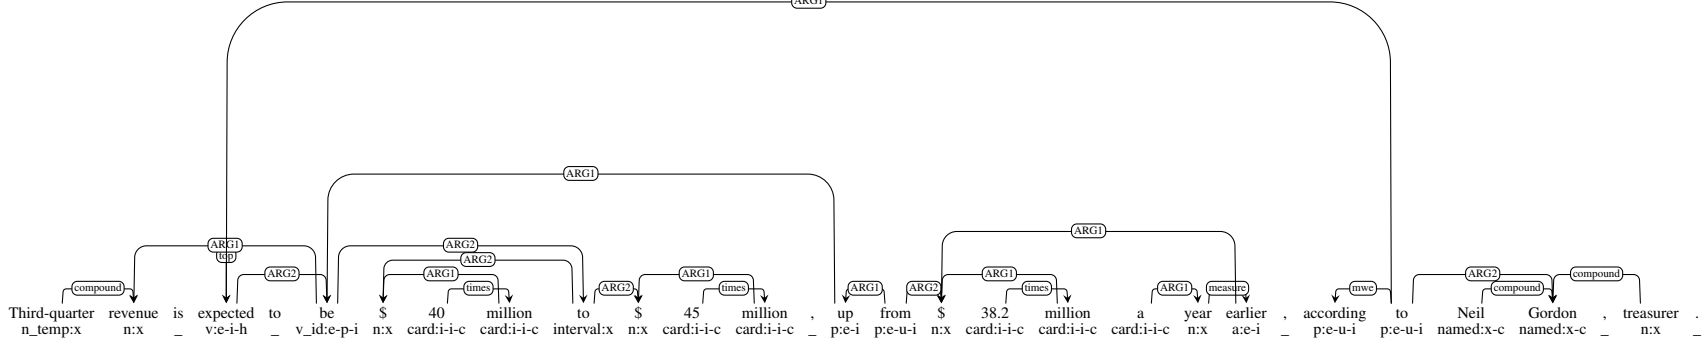 ARG1
ARG1
ARG1
ARG1 ARG2
top ARG2
ARG2 ARG1 ARG1 ARG1 ARG2
compound times ARG2 times ARG1 ARG2 times ARG1 measure mwe compound compound
Third-quarter revenue is expected to be $ 40 million to $ 45 million , up from $ 38.2 million a year earlier , according to Neil Gordon , treasurer .
n_temp:x n:x _ v:e-i-h _ v_id:e-p-i n:x card:i-i-c card:i-i-c interval:x n:x card:i-i-c card:i-i-c _ p:e-i p:e-u-i n:x card:i-i-c card:i-i-c card:i-i-c n:x a:e-i _ p:e-u-i p:e-u-i named:x-c named:x-c _ n:x _